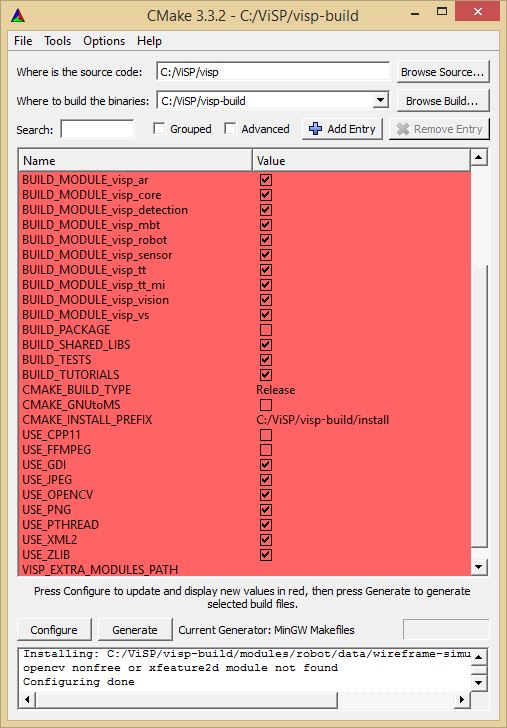 CMake 3.3.2 - C:/ViSP/visp-build
File Tools Options Help
Where is the source code: C:/ViSP/visp Browse Source...
Where to build the binaries: C:/ViSP/visp-build Browse Build...
Search: Grouped Advanced Add Entry Remove Entry
Name Value
BUILD_MODULE_visp_ar
BUILD_MODULE_visp_core
BUILD_MODULE_visp_detection
BUILD_MODULE_visp_mbt
BUILD_MODULE_visp_robot
BUILD_MODULE_visp_sensor
BUILD_MODULE_visp_tt
BUILD_MODULE_visp_tt_mi
BUILD_MODULE_visp_vision
BUILD_MODULE_visp_vs
BUILD_PACKAGE
BUILD_SHARED_LIBS
BUILD_TESTS
BUILD_TUTORIALS
CMAKE_BUILD_TYPE Release
CMAKE_GNUtoMS
CMAKE_INSTALL_PREFIX C:/ViSP/visp-build/install
USE_CPP11
USE_FFMPEG
USE_GDI
USE_JPEG
USE_OPENCV
USE_PNG
USE_PTHREAD
USE_XML2
USE_ZLIB
VISP_EXTRA_MODULES_PATH
Press Configure to update and display new values in red, then press Generate to generate
selected build files.
Configure Generate Current Generator: MinGW Makefiles
Installing: C:/ViSP/visp-build/modules/robot/data/wireframe-simu
opencv nonfree or xfeature2d module not found
Configuring done